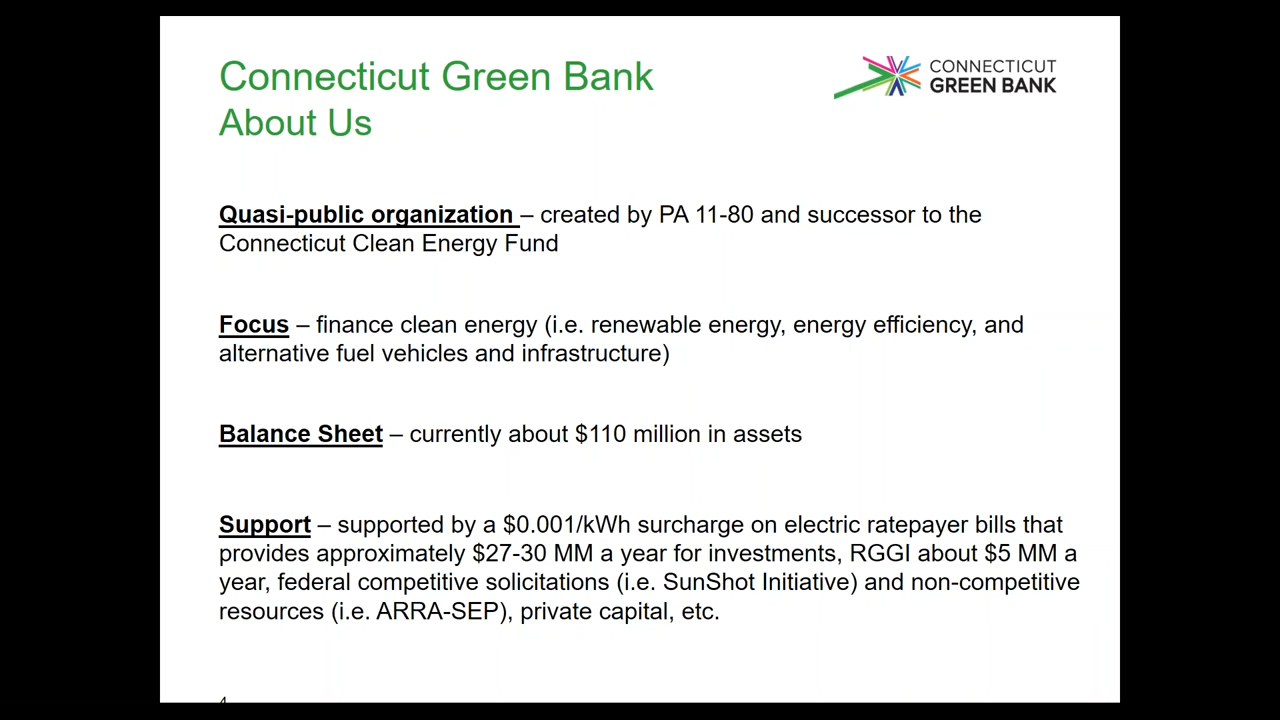 Connecticut Green Bank
About Us
CONNECTICUT
GREEN BANK
Quasi-public organization – created by PA 11-80 and successor to the
Connecticut Clean Energy Fund
Focus – finance clean energy (i.e. renewable energy, energy efficiency, and
alternative fuel vehicles and infrastructure)
Balance Sheet – currently about $110 million in assets
Support – supported by a $0.001/kWh surcharge on electric ratepayer bills that
provides approximately $27-30 MM a year for investments, RGGI about $5 MM a
year, federal competitive solicitations (i.e. SunShot Initiative) and non-competitive
resources (i.e. ARRA-SEP), private capital, etc.
4